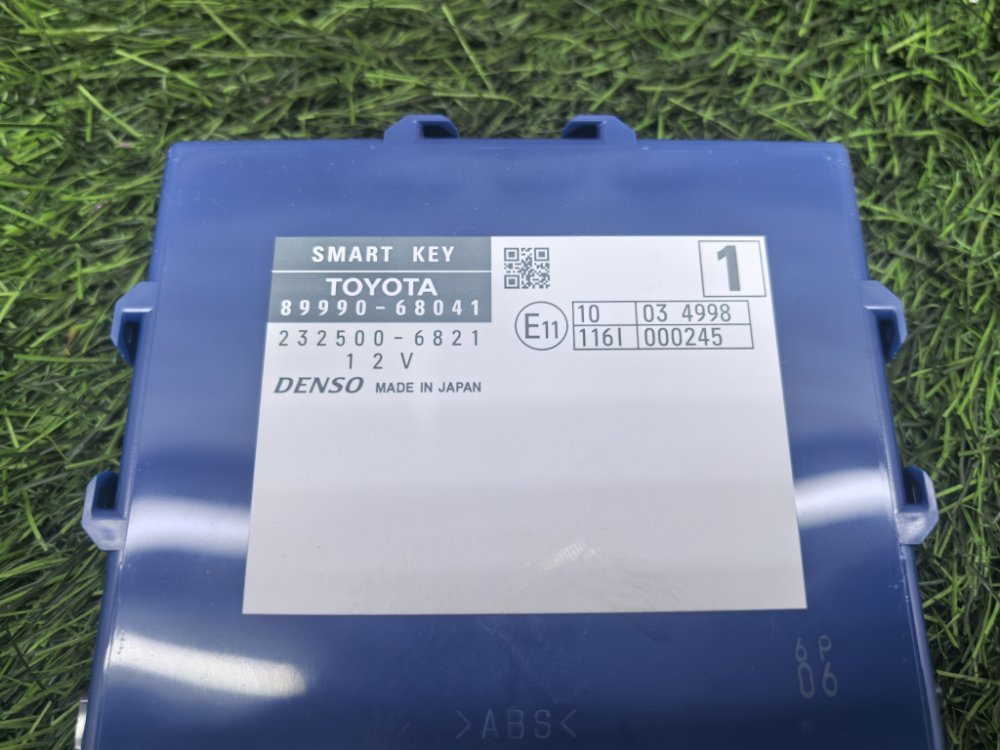 SMART KEY
TOYOTA
89990-68041
232500-6821
12V
DENSO MADE IN JAPAN
1
E11
10 03 4998
116I 000245
6P
06
>ABS<